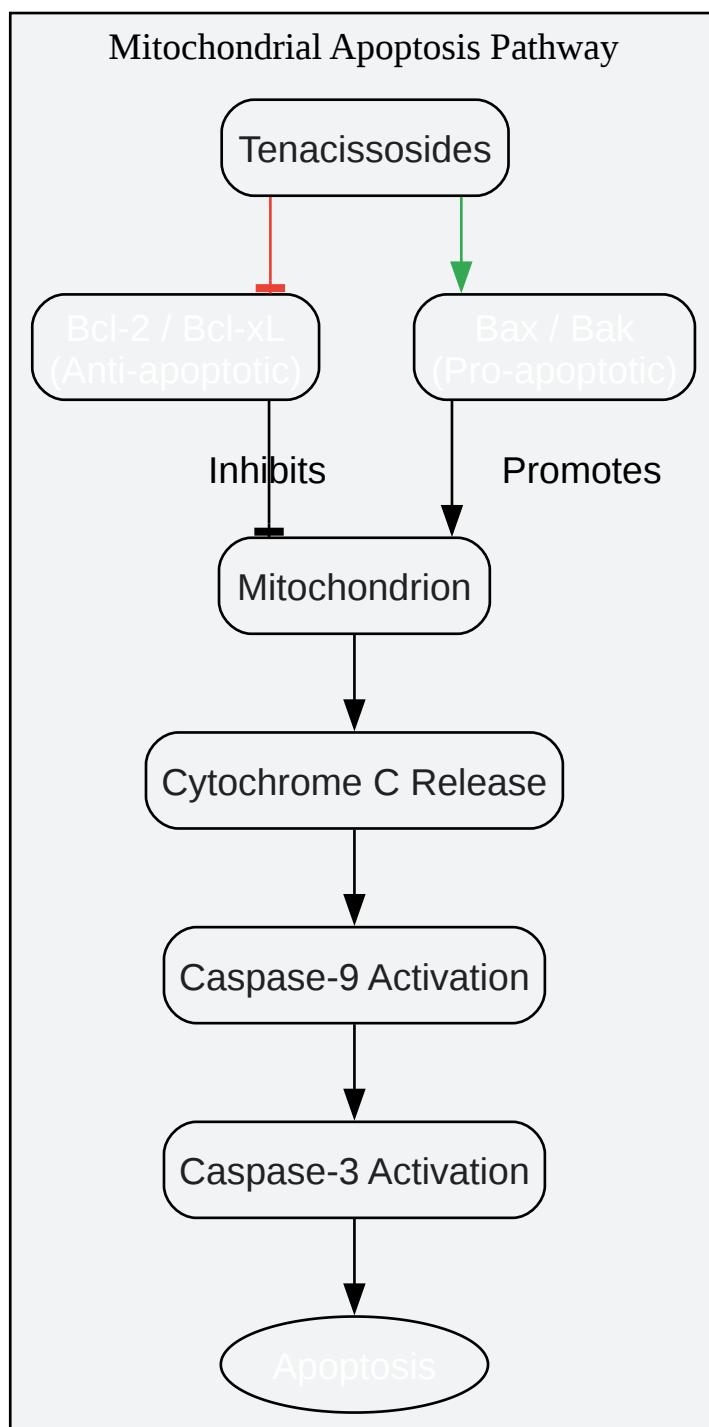 Mitochondrial Apoptosis Pathway
Tenacissosides
Bcl-2 / Bcl-xL
(Anti-apoptotic)
Bax / Bak
(Pro-apoptotic)
Inhibits
Promotes
Mitochondrion
Cytochrome C Release
Caspase-9 Activation
Caspase-3 Activation
Apoptosis